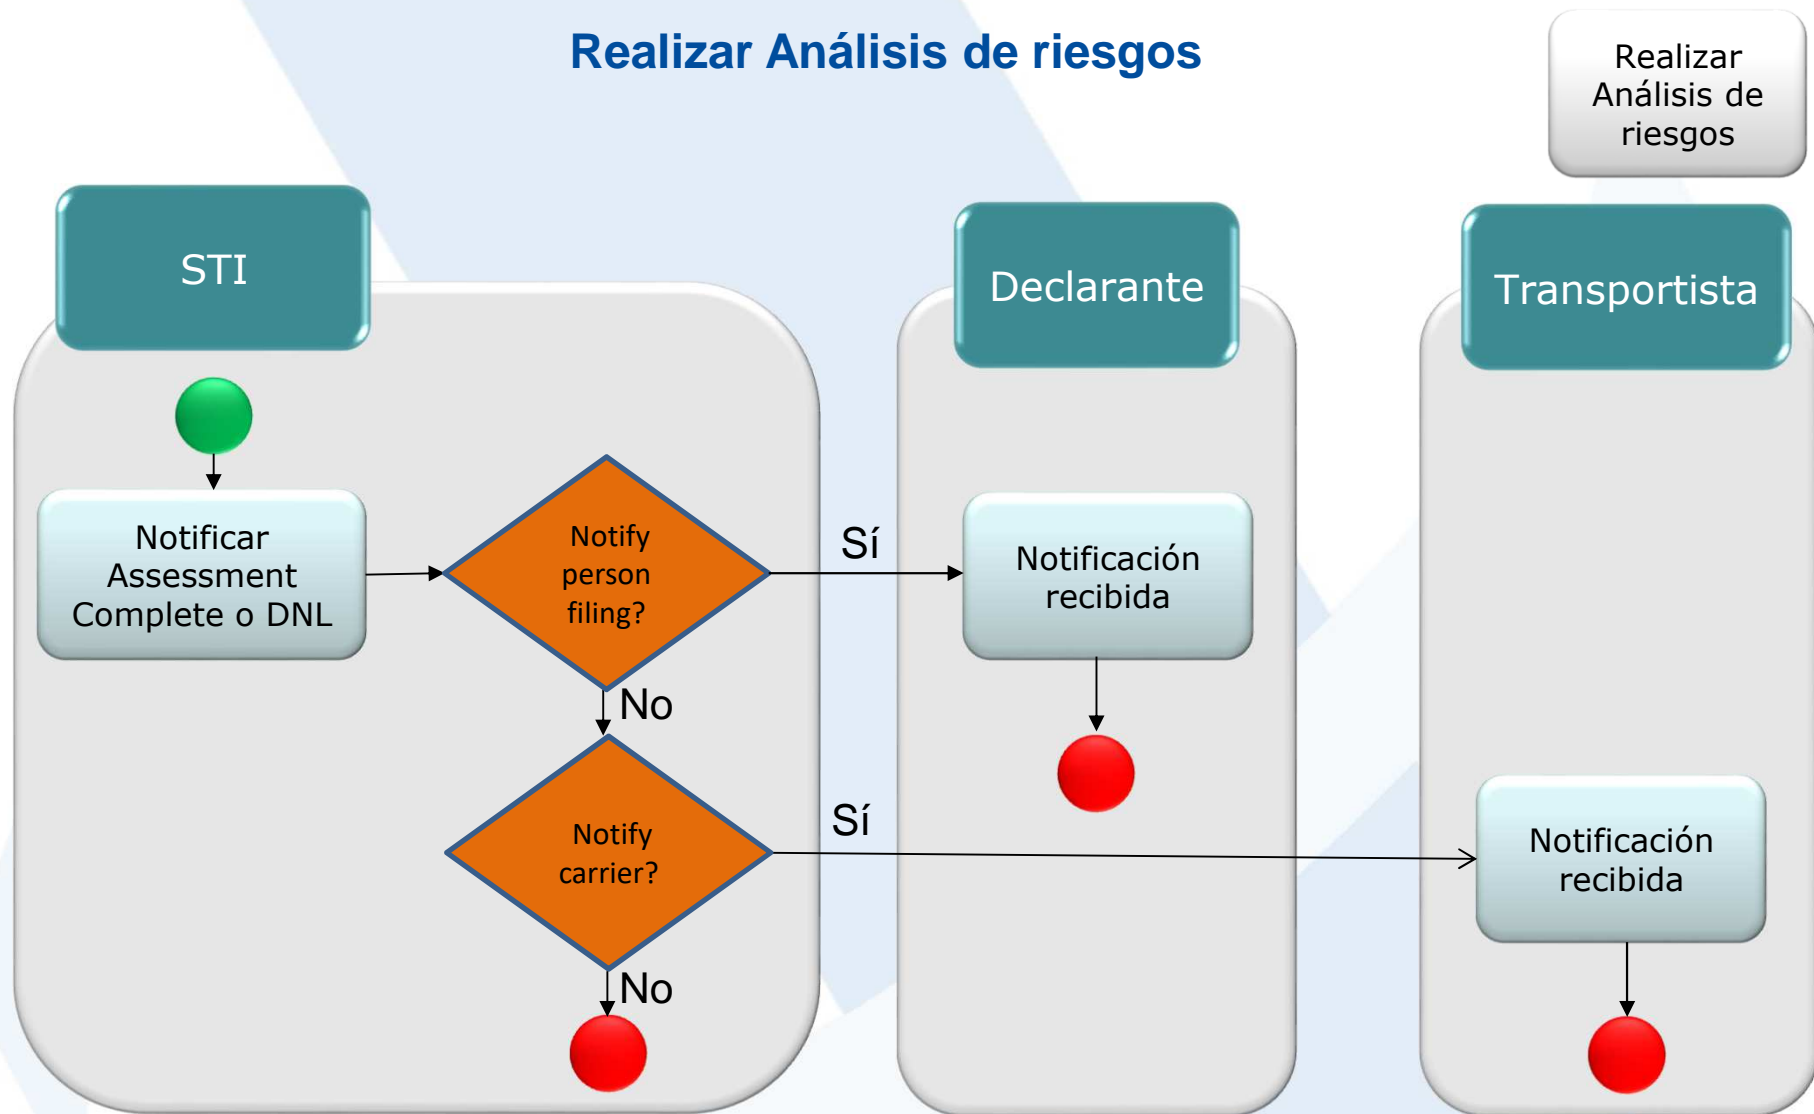 Realizar Análisis de riesgos
Realizar
Análisis de
riesgos
STI
Declarante
Transportista
Notificar
Assessment
Complete o DNL
Notify
person
filing?
Sí
Notificación
recibida
No
Notify
carrier?
Sí
Notificación
recibida
No